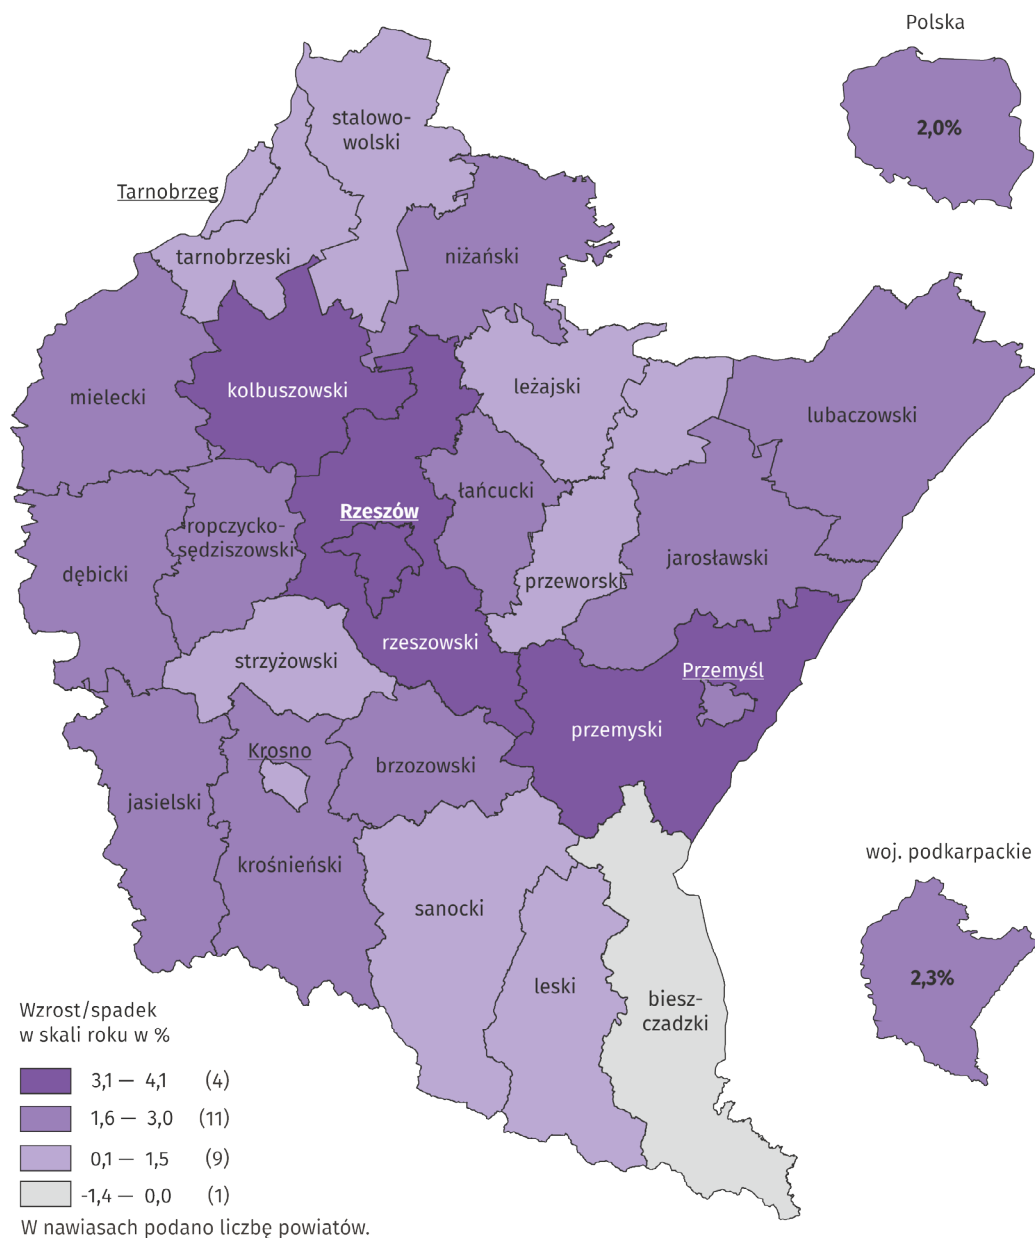 Polska
2,0%
stalowo-
wolski
Tarnobrzeg
tarnobrzeski
niżański
mielecki
kolbuszowski
leżajski
lubaczowski
łańcucki
Rzeszów
ropczycko-
sędziszowski
dębicki
jarosławski
przeworski
rzeszowski
strzyżowski
Przemyśl
przemyski
Krosno
brzozowski
jasielski
krośnieński
sanocki
leski
biesz-
czadzki
woj. podkarpackie
2,3%
Wzrost/spadek
w skali roku w %
3,1 — 4,1 (4)
1,6 — 3,0 (11)
0,1 — 1,5 (9)
-1,4 — 0,0 (1)
W nawiasach podano liczbę powiatów.